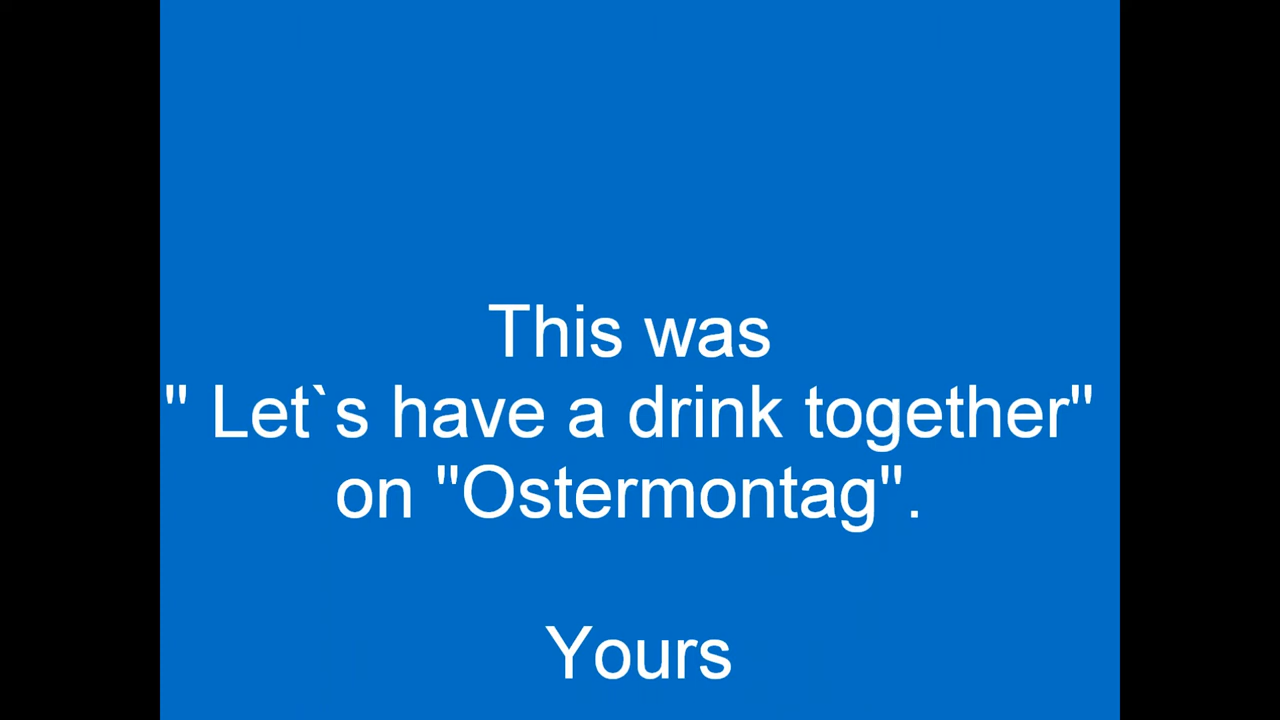 This was
" Let`s have a drink together"
on "Ostermontag".
Yours